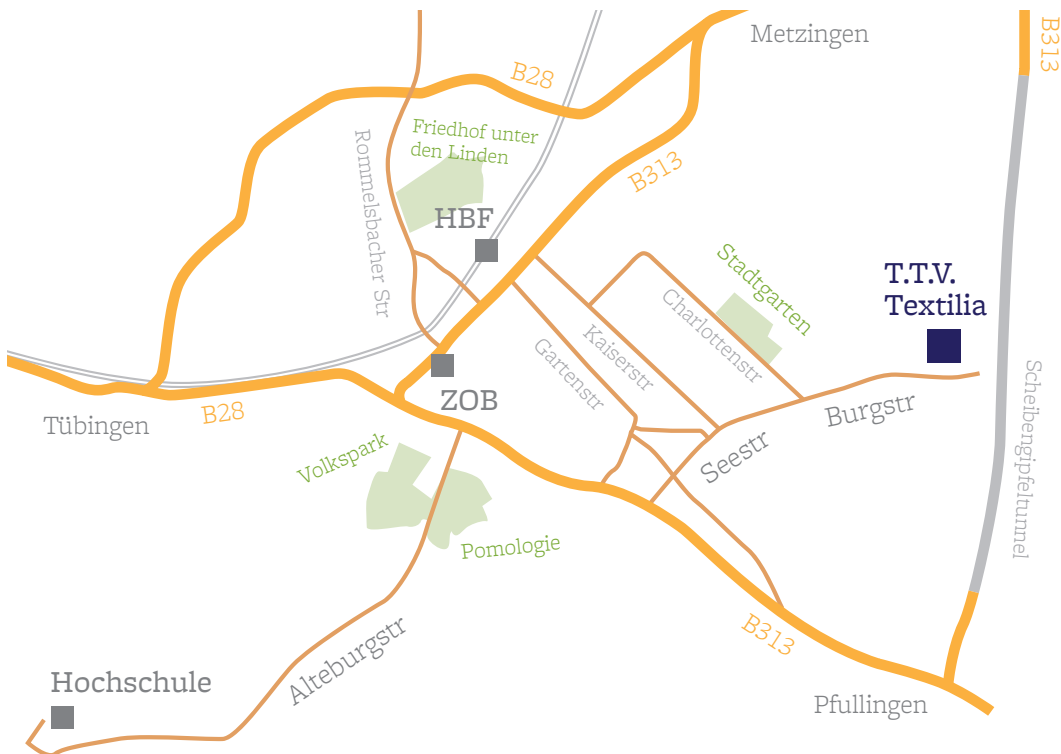 Metzingen
B313
B28
Friedhof unter
den Linden
Rommelsbacher Str
B313
HBF
Stadtgarten
T.T.V.
Textilia
Charlottenstr
Kaiserstr
Gartenstr
Scheibengipfeltunnel
ZOB
B28
Tübingen
Burgstr
Seestr
Volkspark
Pomologie
Alteburgstr
B313
Hochschule
Pfullingen